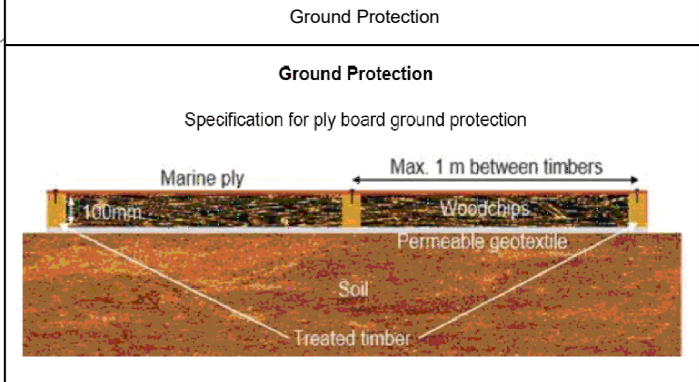 Ground Protection
Ground Protection
Specification for ply board ground protection
Marine ply
Max. 1 m between timbers
100mm
Woodchips
Permeable geotextile
Soil
Treated timber